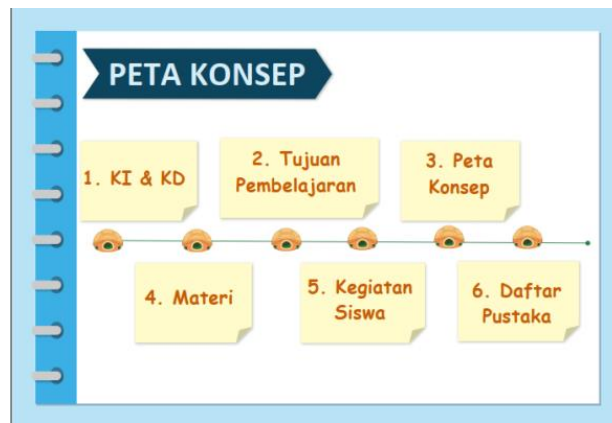 PETA KONSEP
1. KI & KD
2. Tujuan
Pembelajaran
3. Peta
Konsep
4. Materi
5. Kegiatan
Siswa
6. Daftar
Pustaka